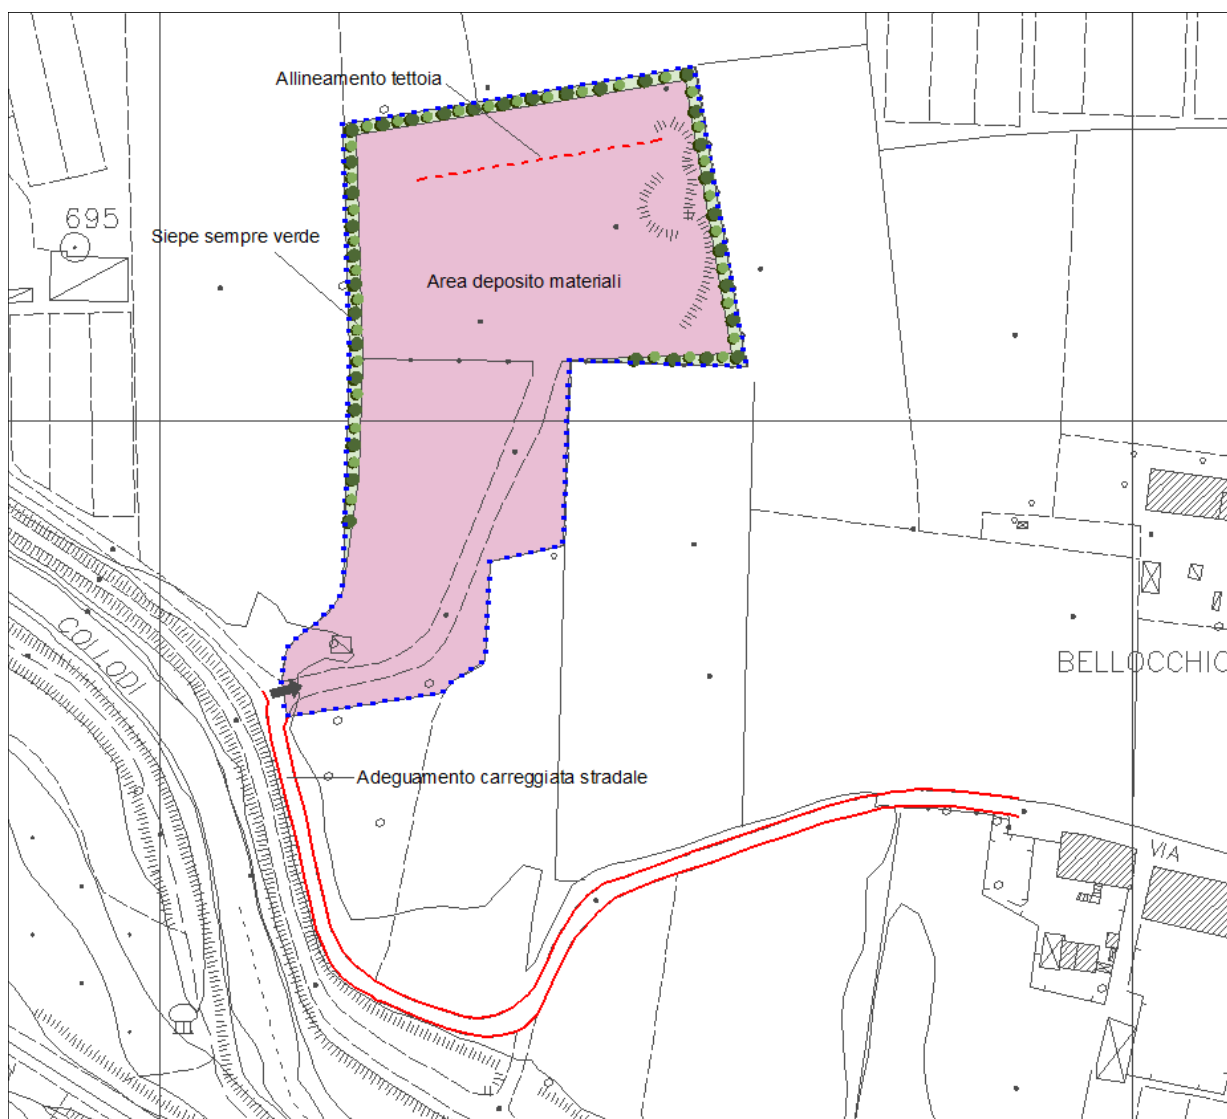 Allineamento tettoia
695
Siepe sempre verde
Area deposito materiali
COLLODI
BELLOCCHIO
Adeguamento carreggiata stradale
VIA